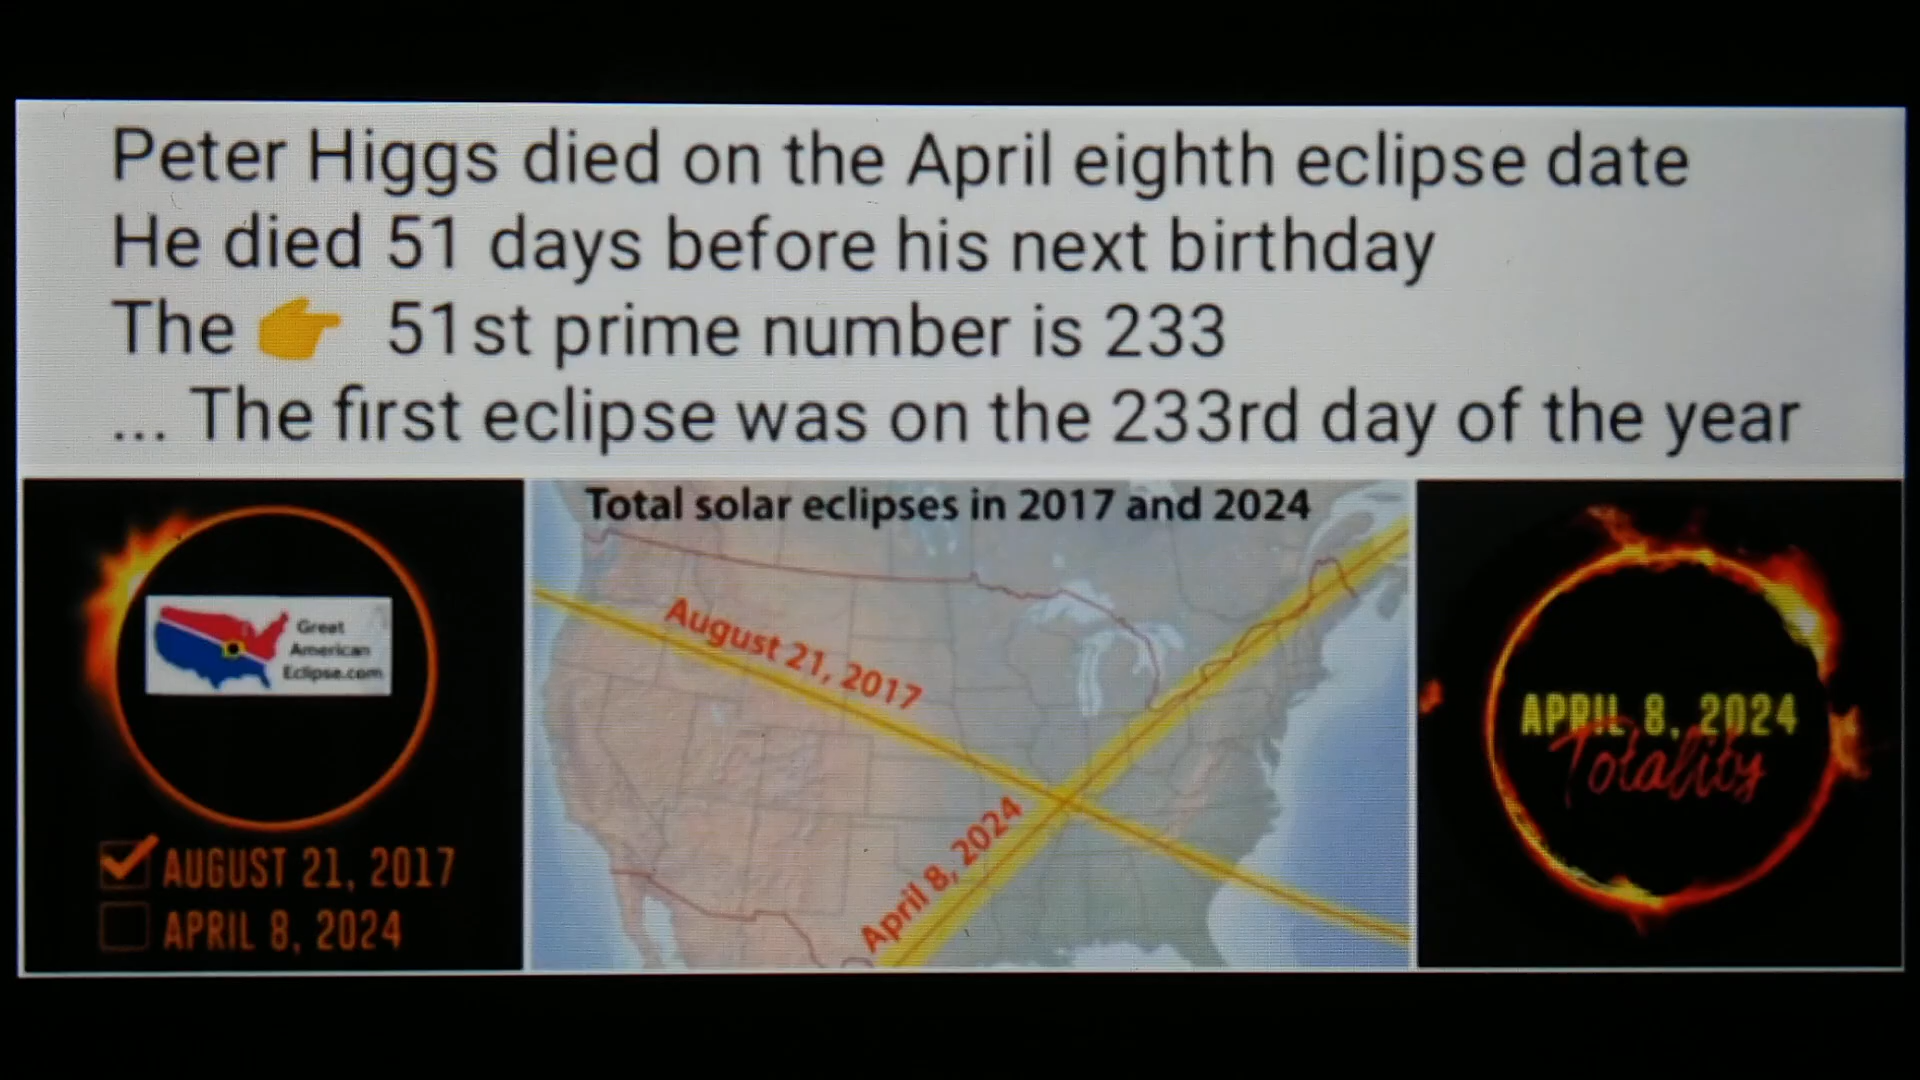 Peter Higgs died on the April eighth eclipse date
He died 51 days before his next birthday
The 👉 51st prime number is 233
... The first eclipse was on the 233rd day of the year
Great
American
Eclipse.com
AUGUST 21, 2017
APRIL 8, 2024
Total solar eclipses in 2017 and 2024
August 21, 2017
April 8, 2024
APRIL 8, 2024
Totality